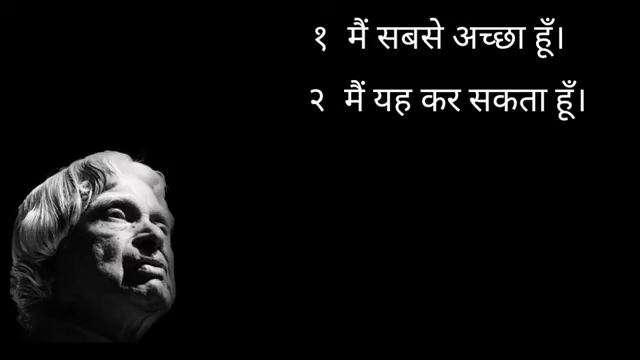 १ मैं सबसे अच्छा हूँ।
२ मैं यह कर सकता हूँ।